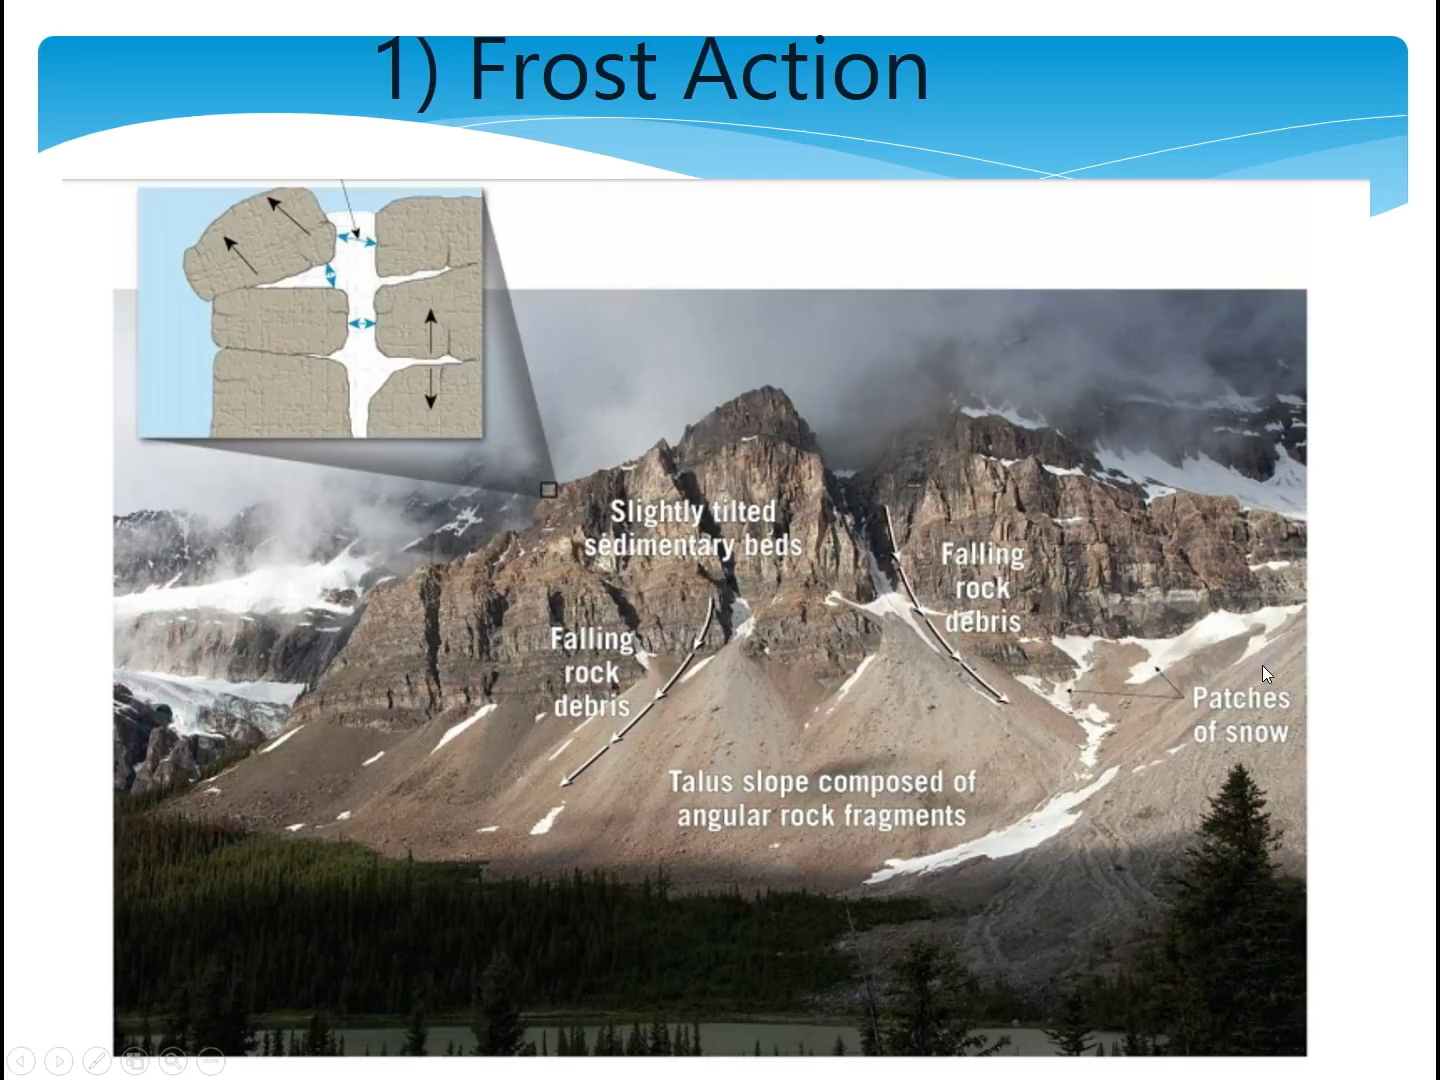 1) Frost Action
Slightly tilted
sedimentary beds
Falling
rock
debris
Falling
rock
debris
Patches
of snow
Talus slope composed of
angular rock fragments